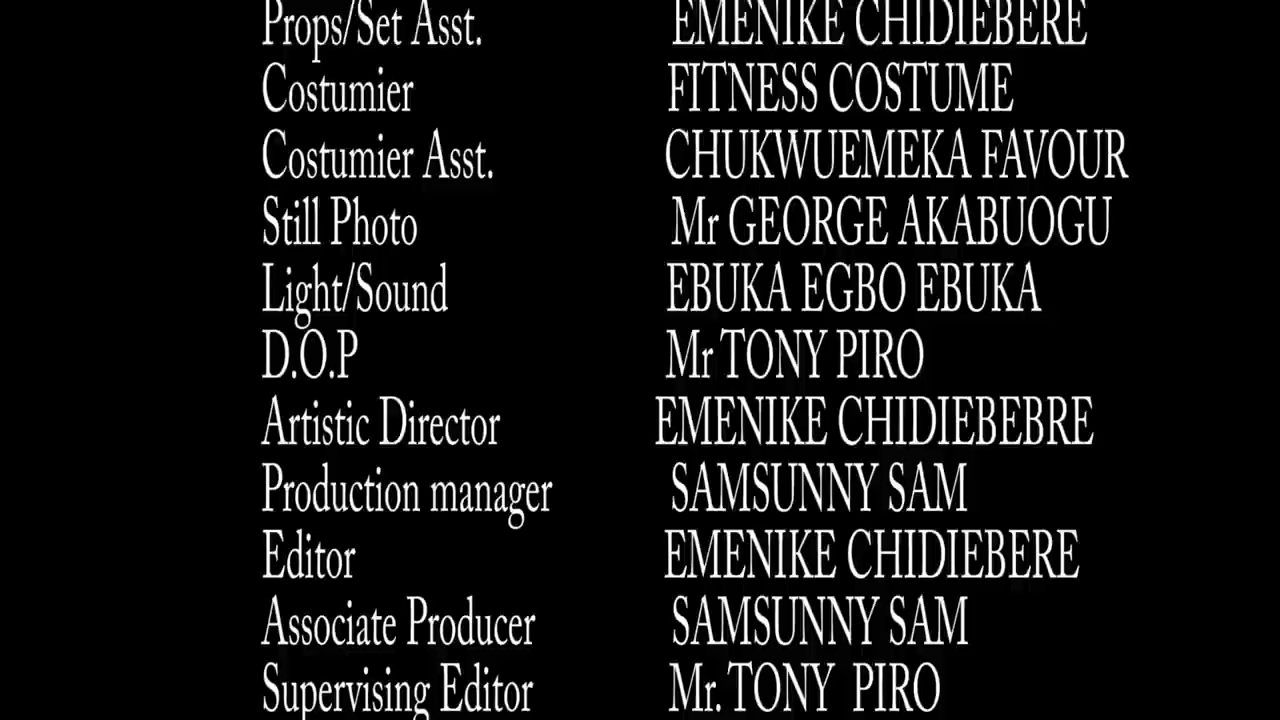 Props/Set Asst. EMENIKE CHIDIEBERE
Costumier FITNESS COSTUME
Costumier Asst. CHUKWUEMEKA FAVOUR
Still Photo Mr GEORGE AKABUOGU
Light/Sound EBUKA EGBO EBUKA
D.O.P Mr TONY PIRO
Artistic Director EMENIKE CHIDIEBEBRE
Production manager SAMSUNNY SAM
Editor EMENIKE CHIDIEBERE
Associate Producer SAMSUNNY SAM
Supervising Editor Mr. TONY PIRO